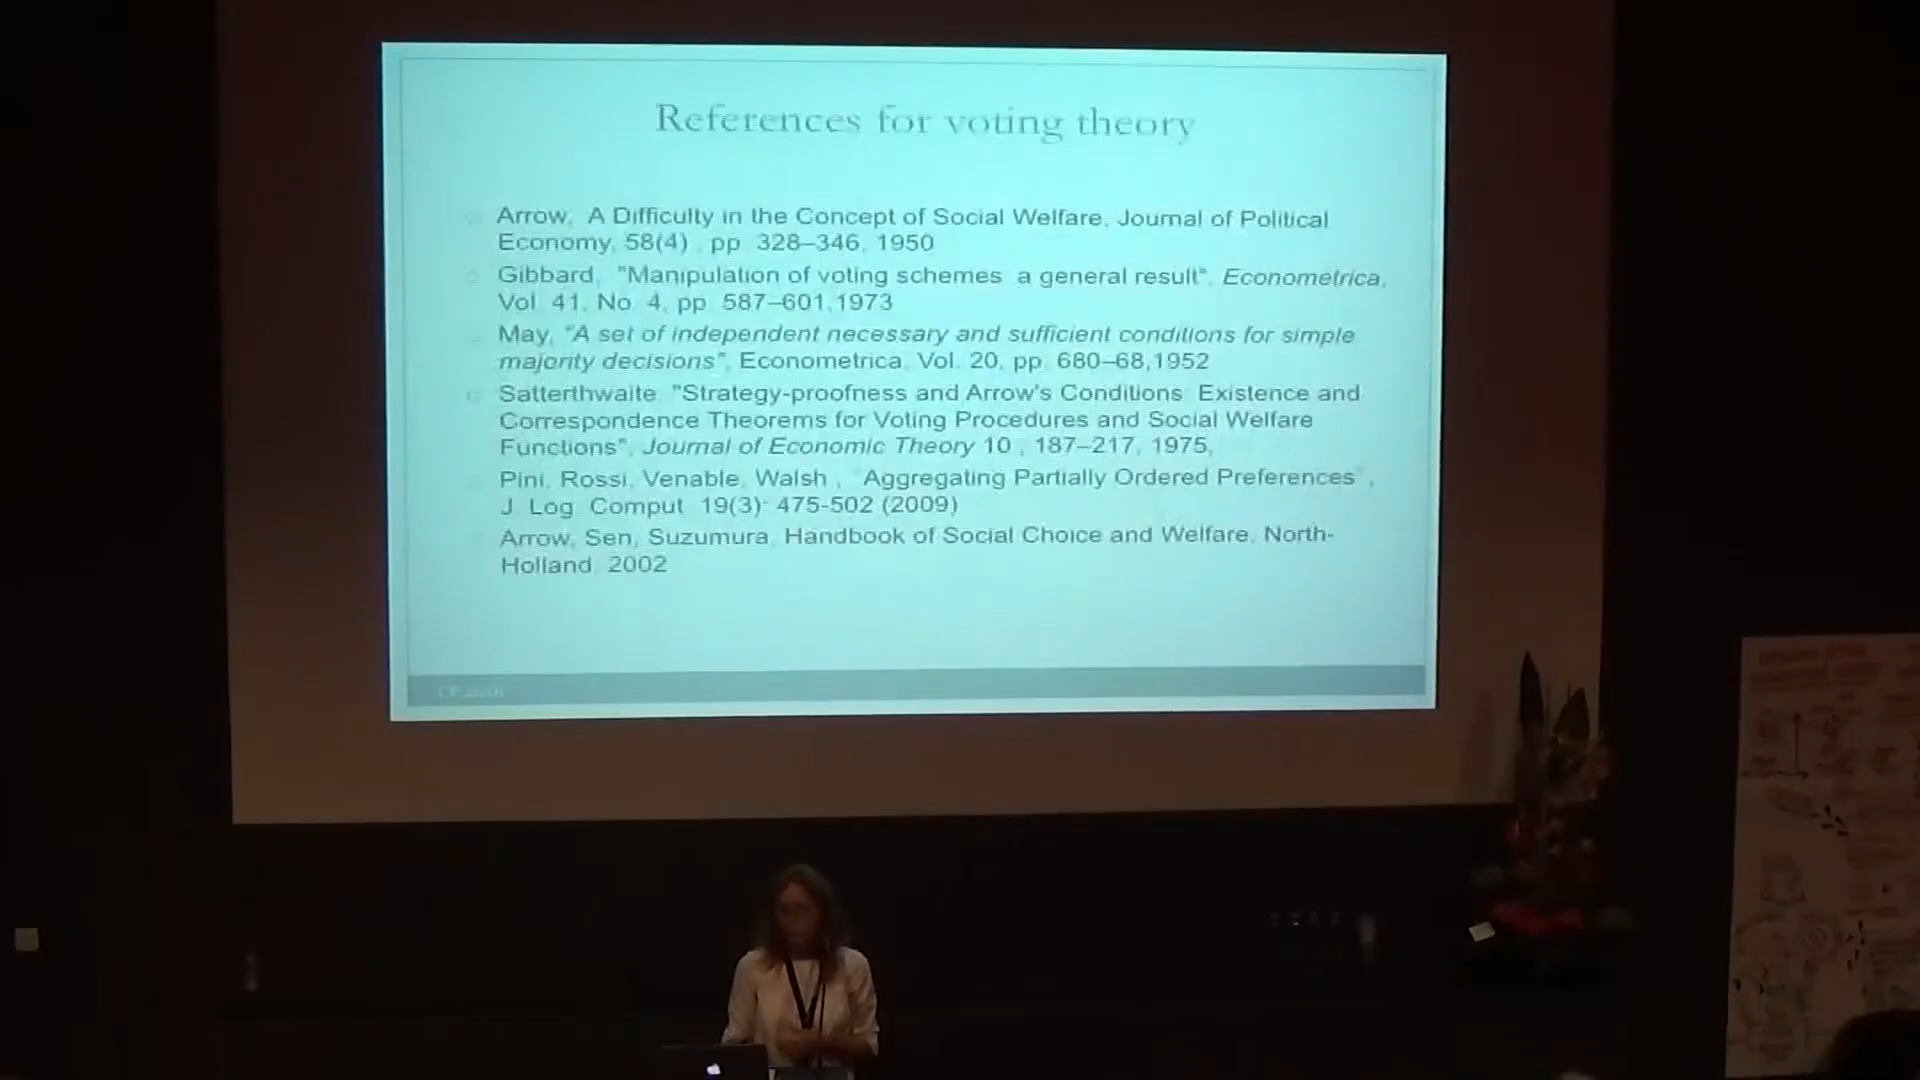 References for voting theory
Arrow, A Difficulty in the Concept of Social Welfare, Journal of Political
Economy, 58(4) , pp. 328–346, 1950
Gibbard, "Manipulation of voting schemes a general result", Econometrica,
Vol. 41, No. 4, pp. 587–601,1973
May, "A set of independent necessary and sufficient conditions for simple
majority decisions", Econometrica, Vol. 20, pp. 680–68,1952
Satterthwaite, "Strategy-proofness and Arrow's Conditions: Existence and
Correspondence Theorems for Voting Procedures and Social Welfare
Functions", Journal of Economic Theory 10 , 187–217, 1975,
Pini, Rossi, Venable, Walsh , "Aggregating Partially Ordered Preferences" ,
J. Log. Comput. 19(3): 475-502 (2009)
Arrow, Sen, Suzumura, Handbook of Social Choice and Welfare, North-
Holland, 2002